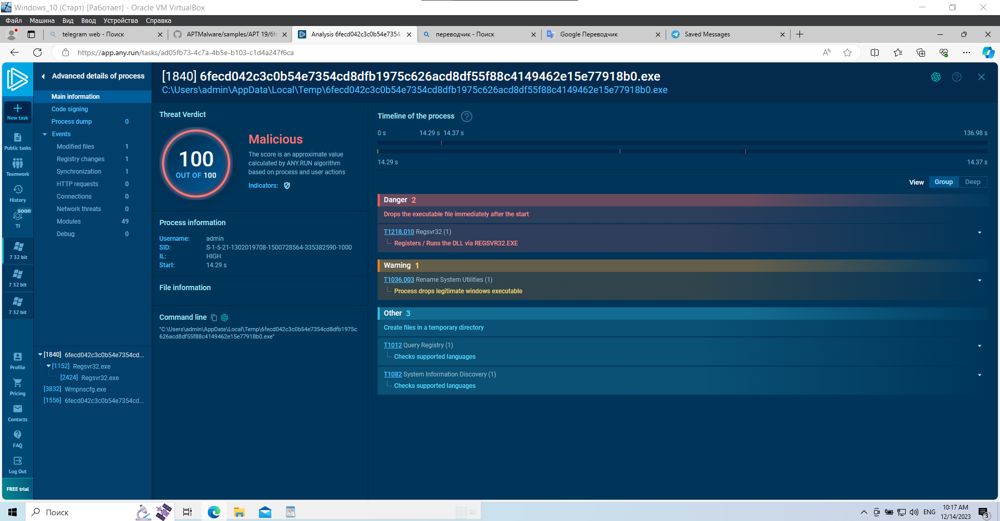 Windows_10 (Старт) [Работает] - Oracle VM VirtualBox
Файл Машина Вид Ввод Устройства Справка
telegram web - Поиск
APTMalware/samples/APT 19/6fe
Analysis 6fecd042c3c0b54e7354c
переводчик - Поиск
Google Переводчик
Saved Messages
https://app.any.run/tasks/ad05fb73-4c7a-4b5e-b103-c1d4a247f6ca
New task
Public tasks
Teamwork
History
soon
TI
7 32 bit
7 32 bit
7 32 bit
Profile
Pricing
Contacts
FAQ
Log Out
FREE trial
Advanced details of process
Main information
Code signing
Process dump 0
Events
Modified files 1
Registry changes 1
Synchronization 1
HTTP requests 0
Connections 0
Network threats 0
Modules 49
Debug 0
[1840] 6fecd042c3c0b54e7354cd...
[1152] Regsvr32.exe
[2424] Regsvr32.exe
[3832] Wmpnscfg.exe
[1556] 6fecd042c3c0b54e7354cd...
[1840] 6fecd042c3c0b54e7354cd8dfb1975c626acd8df55f88c4149462e15e77918b0.exe
C:\Users\admin\AppData\Local\Temp\6fecd042c3c0b54e7354cd8dfb1975c626acd8df55f88c4149462e15e77918b0.exe
Threat Verdict
100
OUT OF 100
Malicious
The score is an approximate value
calculated by ANY.RUN algorithm
based on process and user actions
Indicators:
Process information
Username: admin
SID: S-1-5-21-1302019708-1500728564-335382590-1000
IL: HIGH
Start: 14.29 s
File information
Command line
"C:\Users\admin\AppData\Local\Temp\6fecd042c3c0b54e7354cd8dfb1975c
626acd8df55f88c4149462e15e77918b0.exe"
Timeline of the process
0 s 14.29 s 14.37 s 136.98 s
14.29 s 14.37 s
View Group Deep
Danger 2
Drops the executable file immediately after the start
T1218.010 Regsvr32 (1)
Registers / Runs the DLL via REGSVR32.EXE
Warning 1
T1036.003 Rename System Utilities (1)
Process drops legitimate windows executable
Other 3
Create files in a temporary directory
T1012 Query Registry (1)
Checks supported languages
T1082 System Information Discovery (1)
Checks supported languages
Поиск
ENG
10:17 AM
12/14/2023
3